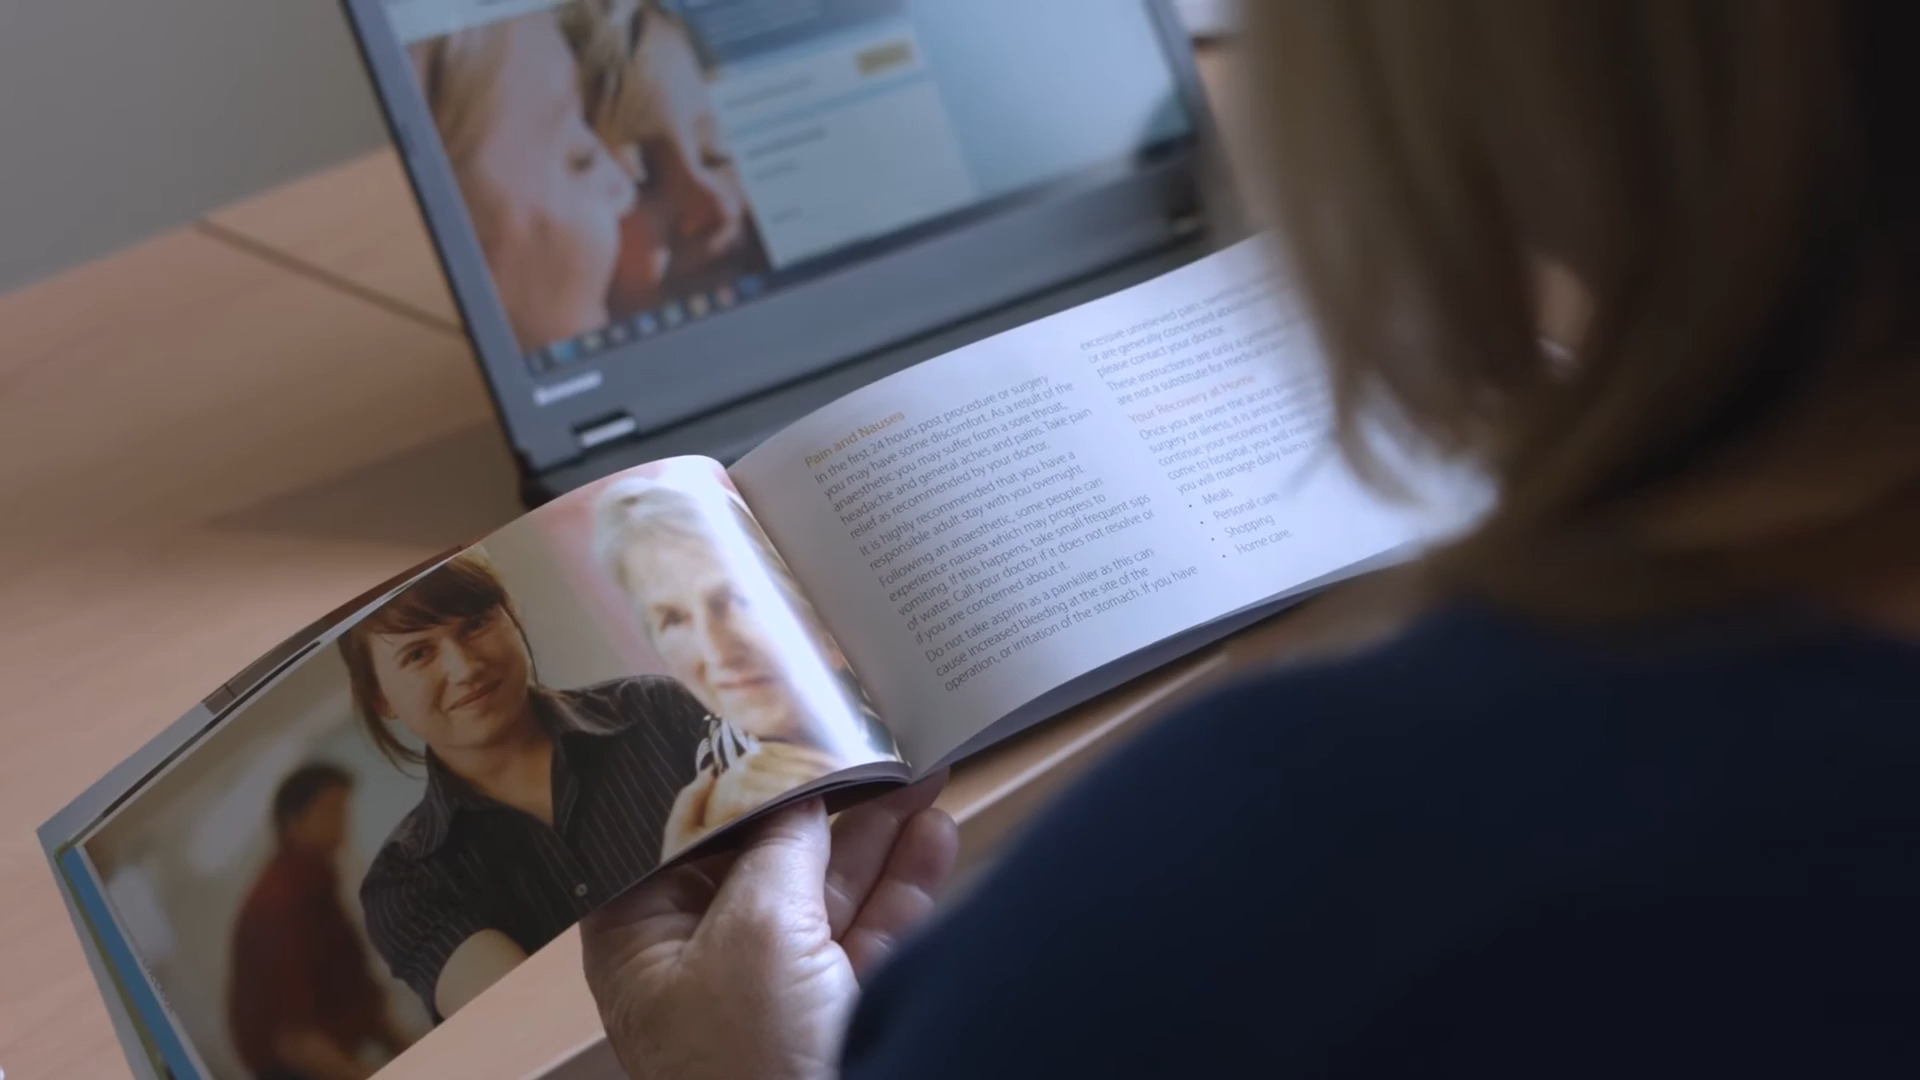 Pain and Nausea
In the first 24 hours post procedure or surgery
you may have some discomfort. As a result of the
anaesthetic you may suffer from a sore throat,
headache and general aches and pains. Take pain
relief as recommended by your doctor.
It is highly recommended that you have a
responsible adult stay with you overnight.
Following an anaesthetic, some people can
experience nausea which may progress to
vomiting. If this happens, take small frequent sips
of water. Call your doctor if it does not resolve or
if you are concerned about it.
Do not take aspirin as a painkiller as this can
cause increased bleeding at the site of the
operation, or irritation of the stomach. If you have
excessive unrelieved pain,
or are generally concerned
please contact your doctor.
These instructions are only a
are not a substitute for medical
Your Recovery at Home
Once you are over the acute
surgery or illness, it is
continue your recovery at
come to hospital, you will need
you will manage daily living
• Meals
• Personal care
• Shopping
• Home care.